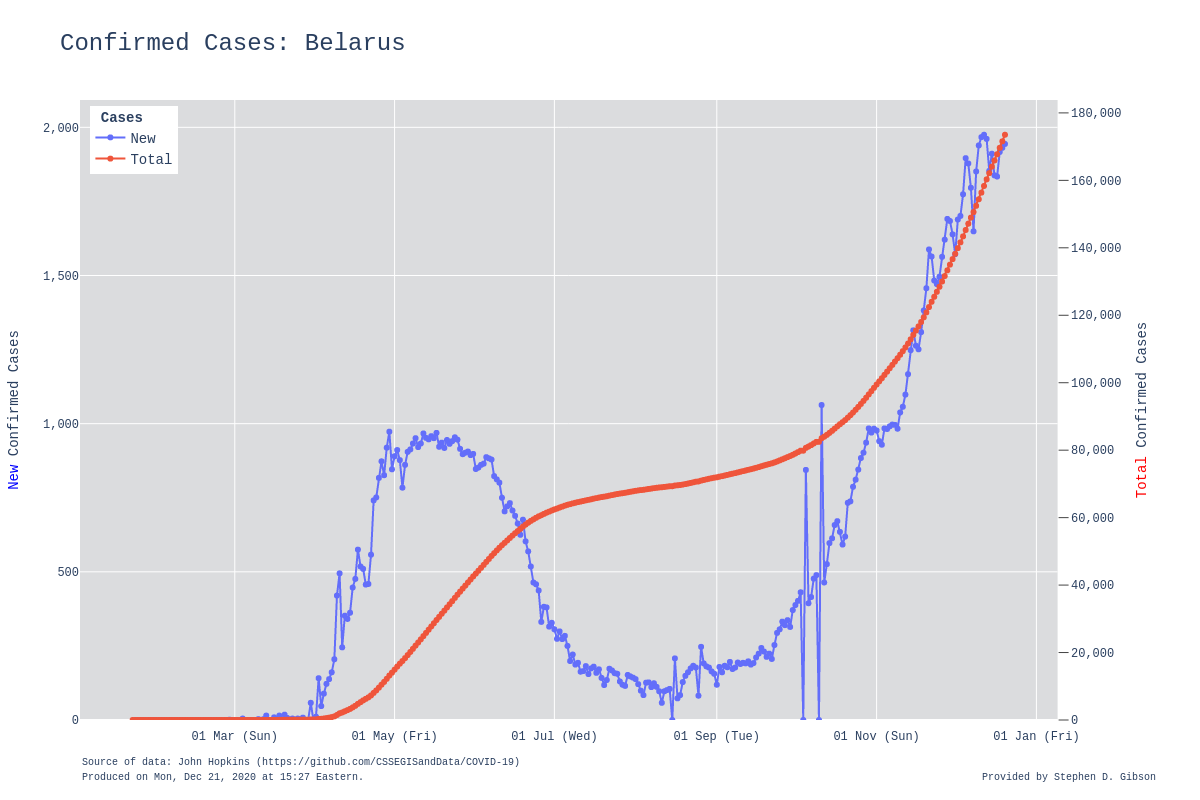 Confirmed Cases: Belarus
Cases
New
Total
2,000
1,500
1,000
500
0
180,000
160,000
140,000
120,000
100,000
80,000
60,000
40,000
20,000
0
New Confirmed Cases
Total Confirmed Cases
01 Mar (Sun)
01 May (Fri)
01 Jul (Wed)
01 Sep (Tue)
01 Nov (Sun)
01 Jan (Fri)
Source of data: John Hopkins (https://github.com/CSSEGISandData/COVID-19)
Produced on Mon, Dec 21, 2020 at 15:27 Eastern.
Provided by Stephen D. Gibson